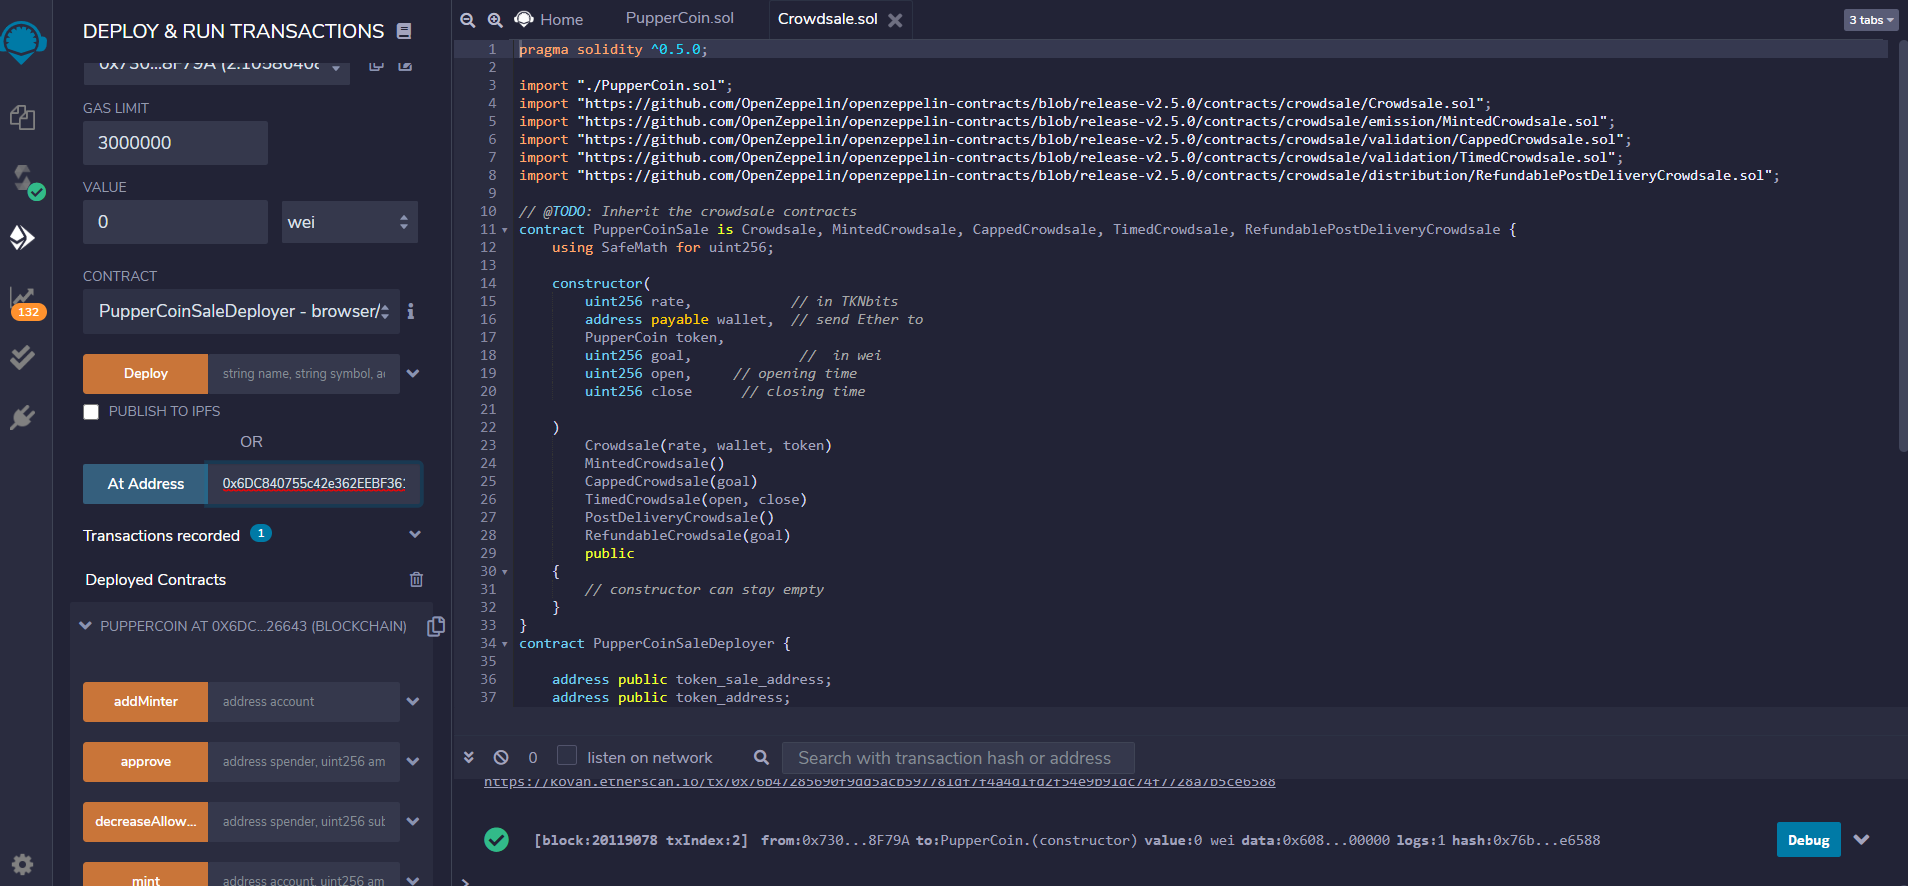 DEPLOY & RUN TRANSACTIONS
0x730...8F79A (2.10586408
GAS LIMIT
3000000
VALUE
0
wei
CONTRACT
PupperCoinSaleDeployer - browser/
Deploy
string name, string symbol, ac
PUBLISH TO IPFS
OR
At Address
0x6DC840755c42e362EEBF361
Transactions recorded 1
Deployed Contracts
PUPPERCOIN AT 0X6DC...26643 (BLOCKCHAIN)
addMinter
address account
approve
address spender, uint256 am
decreaseAllow...
address spender, uint256 sub
mint
address account, uint256 am
132
Home
PupperCoin.sol
Crowdsale.sol
3 tabs
1 pragma solidity ^0.5.0;
2
3 import "./PupperCoin.sol";
4 import "https://github.com/OpenZeppelin/openzeppelin-contracts/blob/release-v2.5.0/contracts/crowdsale/Crowdsale.sol";
5 import "https://github.com/OpenZeppelin/openzeppelin-contracts/blob/release-v2.5.0/contracts/crowdsale/emission/MintedCrowdsale.sol";
6 import "https://github.com/OpenZeppelin/openzeppelin-contracts/blob/release-v2.5.0/contracts/crowdsale/validation/CappedCrowdsale.sol";
7 import "https://github.com/OpenZeppelin/openzeppelin-contracts/blob/release-v2.5.0/contracts/crowdsale/validation/TimedCrowdsale.sol";
8 import "https://github.com/OpenZeppelin/openzeppelin-contracts/blob/release-v2.5.0/contracts/crowdsale/distribution/RefundablePostDeliveryCrowdsale.sol";
9
10 // @TODO: Inherit the crowdsale contracts
11 contract PupperCoinSale is Crowdsale, MintedCrowdsale, CappedCrowdsale, TimedCrowdsale, RefundablePostDeliveryCrowdsale {
12 using SafeMath for uint256;
13
14 constructor(
15 uint256 rate, // in TKNbits
16 address payable wallet, // send Ether to
17 PupperCoin token,
18 uint256 goal, // in wei
19 uint256 open, // opening time
20 uint256 close // closing time
21
22 )
23 Crowdsale(rate, wallet, token)
24 MintedCrowdsale()
25 CappedCrowdsale(goal)
26 TimedCrowdsale(open, close)
27 PostDeliveryCrowdsale()
28 RefundableCrowdsale(goal)
29 public
30 {
31 // constructor can stay empty
32 }
33 }
34 contract PupperCoinSaleDeployer {
35
36 address public token_sale_address;
37 address public token_address;
0
listen on network
Search with transaction hash or address
[block:20119078 txIndex:2] from:0x730...8F79A to:PupperCoin.(constructor) value:0 wei data:0x608...00000 logs:1 hash:0x76b...e6588
Debug
>